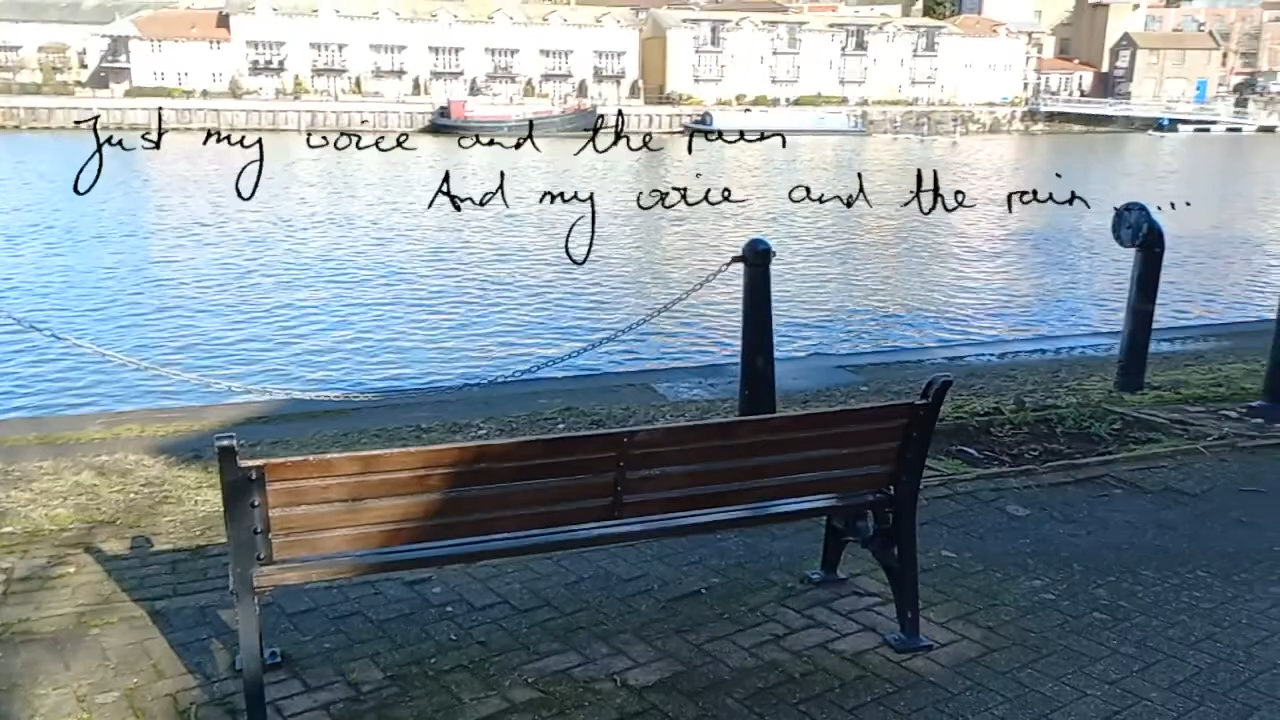 Just my voice and the rain
And my voice and the rain.....